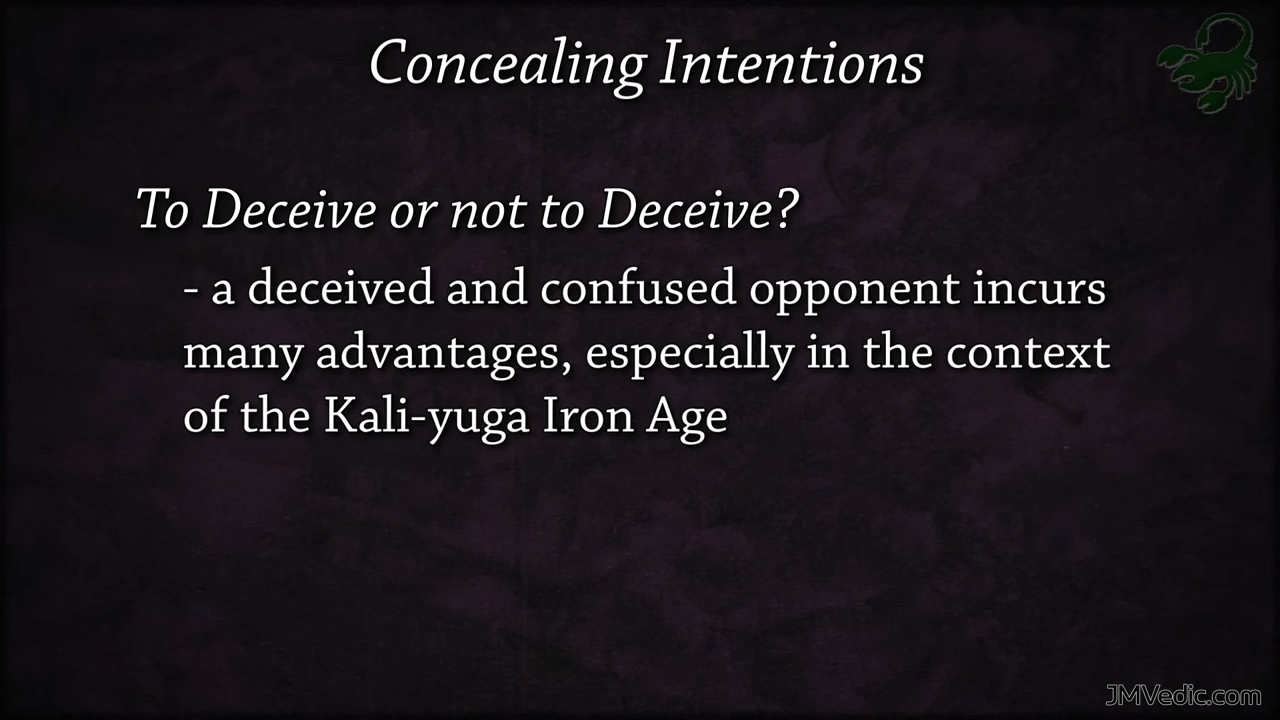 Concealing Intentions
To Deceive or not to Deceive?
- a deceived and confused opponent incurs
many advantages, especially in the context
of the Kali-yuga Iron Age
JMVedic.com